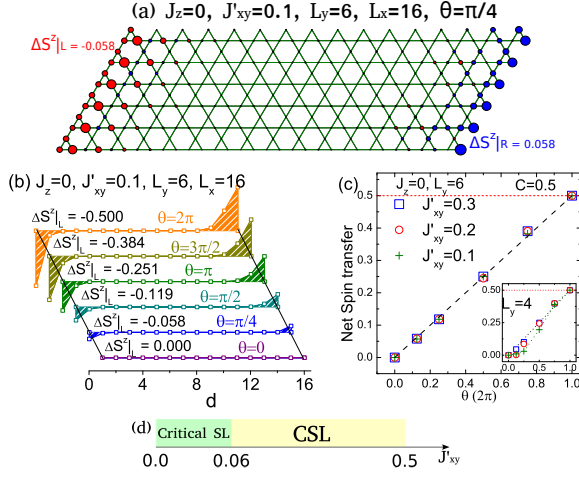 (a) J_z=0, J'_xy=0.1, L_y=6, L_x=16, θ=π/4
ΔS^z|_L = -0.058
ΔS^z|_R = 0.058
(b) J_z=0, J'_xy=0.1, L_y=6, L_x=16
ΔS^z|_L = -0.500 θ=2π
ΔS^z|_L = -0.384 θ=3π/2
ΔS^z|_L = -0.251 θ=π
ΔS^z|_L = -0.119 θ=π/2
ΔS^z|_L = -0.058 θ=π/4
ΔS^z|_L = 0.000 θ=0
0 4 8 12 16
d
(c)
J_z=0, L_y=6 C=0.5
J'_xy=0.3
J'_xy=0.2
J'_xy=0.1
Net Spin transfer
0.5
0.4
0.3
0.2
0.1
0.0
0.0 0.2 0.4 0.6 0.8 1.0
θ (2π)
L_y=4
0.50
0.25
0.00
0.0 0.5 1.0
(d)
Critical SL CSL
0.0 0.06 0.5 J'_xy